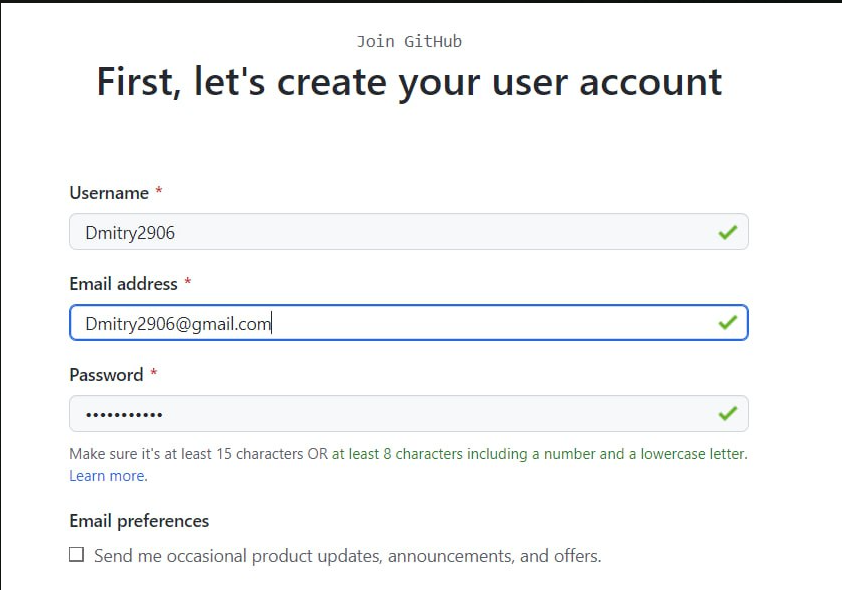 Join GitHub
First, let's create your user account
Username *
Dmitry2906
Email address *
Dmitry2906@gmail.com
Password *
•••••••••••
Make sure it's at least 15 characters OR at least 8 characters including a number and a lowercase letter.
Learn more.
Email preferences
Send me occasional product updates, announcements, and offers.